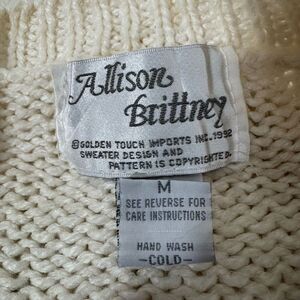 Allison
Brittney
©GOLDEN TOUCH IMPORTS INC. 1992
SWEATER DESIGN AND
PATTERN IS COPYRIGHTED.
M
SEE REVERSE FOR
CARE INSTRUCTIONS
HAND WASH
-COLD-